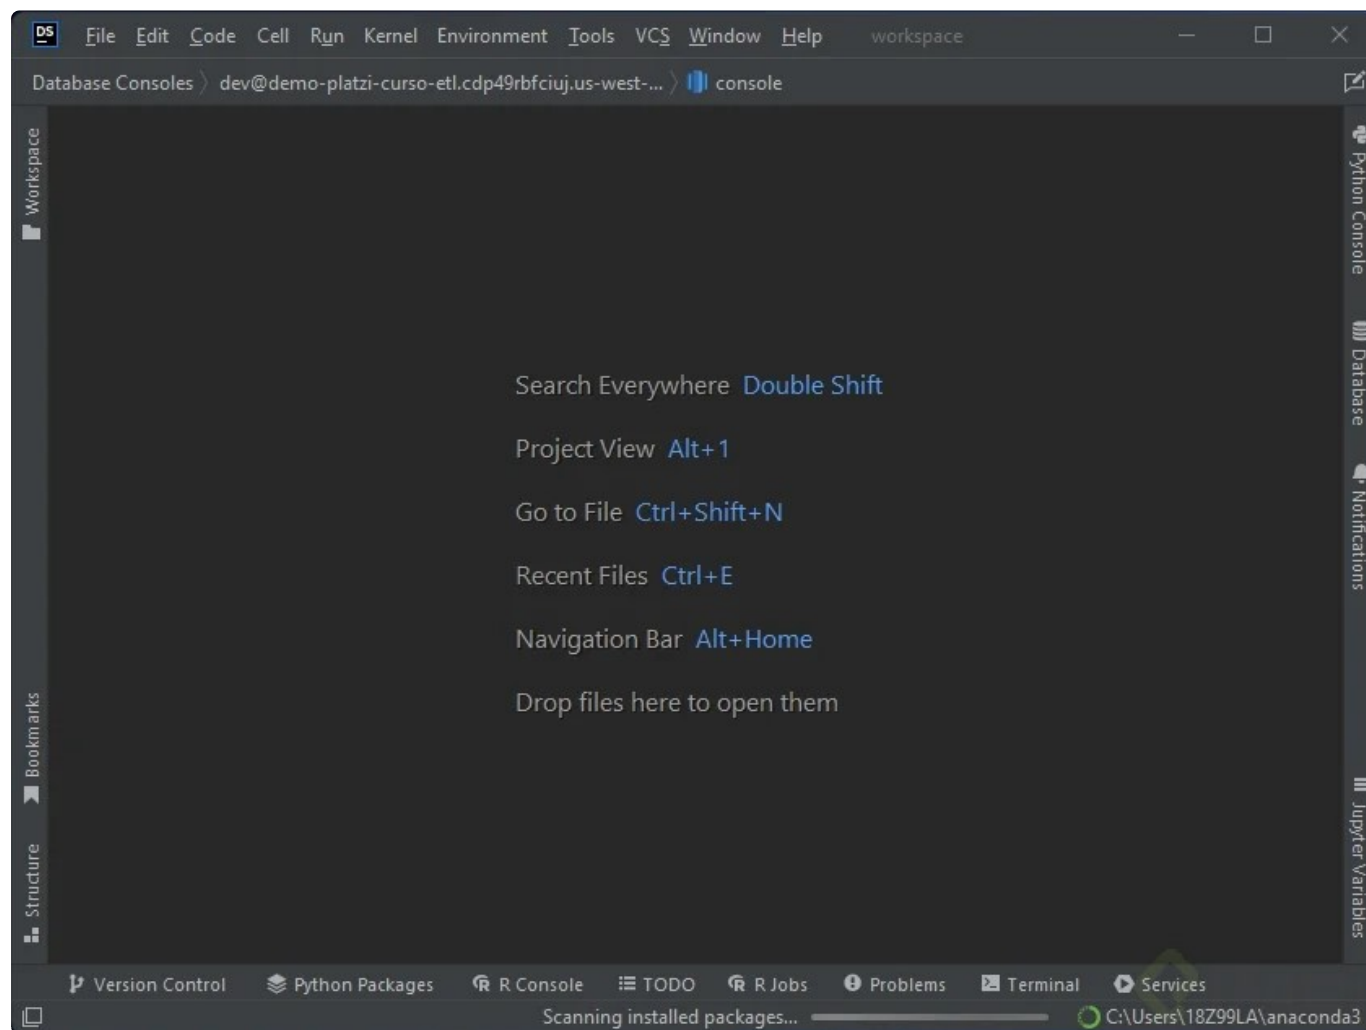 DS File Edit Code Cell Run Kernel Environment Tools VCS Window Help workspace
Database Consoles dev@demo-platzi-curso-etl.cdp49rbfciuj.us-west-... console
Workspace
Bookmarks
Structure
Search Everywhere Double Shift
Project View Alt+1
Go to File Ctrl+Shift+N
Recent Files Ctrl+E
Navigation Bar Alt+Home
Drop files here to open them
Python Console
Database
Notifications
Jupyter Variables
Version Control Python Packages R Console TODO R Jobs Problems Terminal Services
Scanning installed packages... C:\Users\18Z99LA\anaconda3